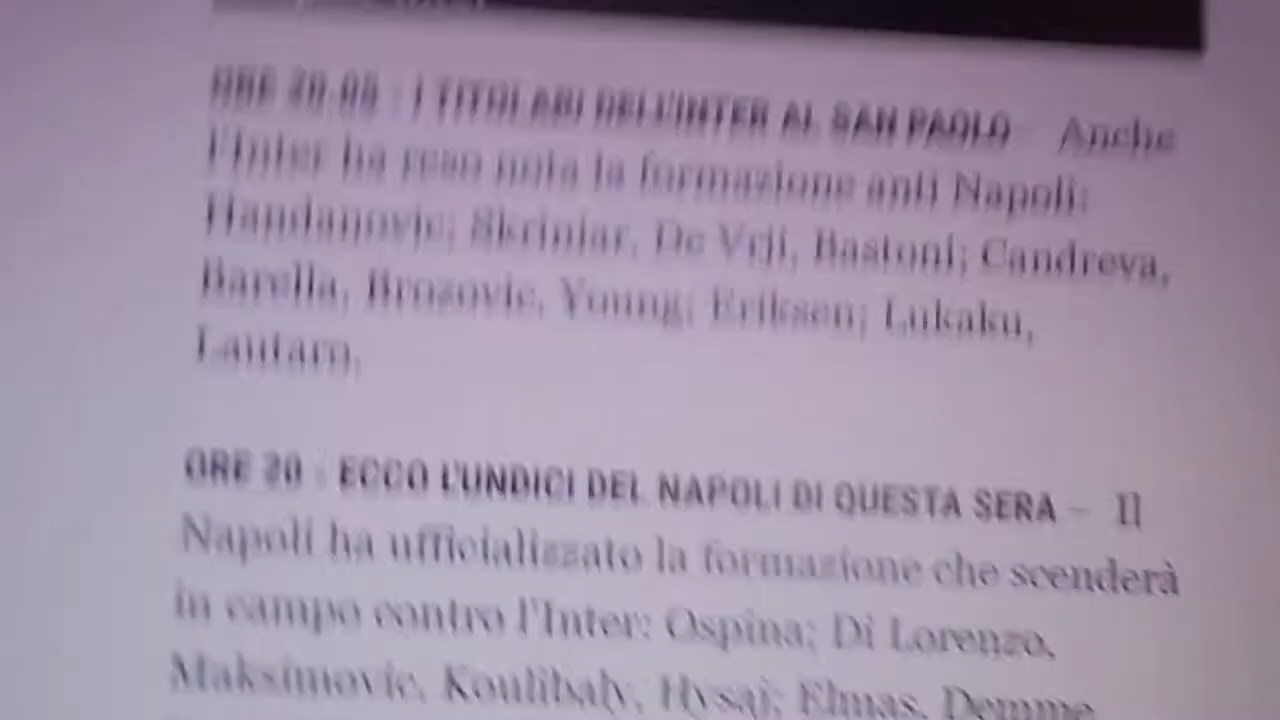 ORE 20.08 - I TITOLARI DELL'INTER AL SAN PAOLO - Anche
l'Inter ha reso nota la formazione anti Napoli:
Handanovic; Skriniar, De Vrij, Bastoni; Candreva,
Barella, Brozovic, Young; Eriksen; Lukaku,
Lautaro.
ORE 20 - ECCO L'UNDICI DEL NAPOLI DI QUESTA SERA – Il
Napoli ha ufficializzato la formazione che scenderà
in campo contro l'Inter: Ospina; Di Lorenzo,
Maksimovic, Koulibaly, Hysaj; Elmas, Demme